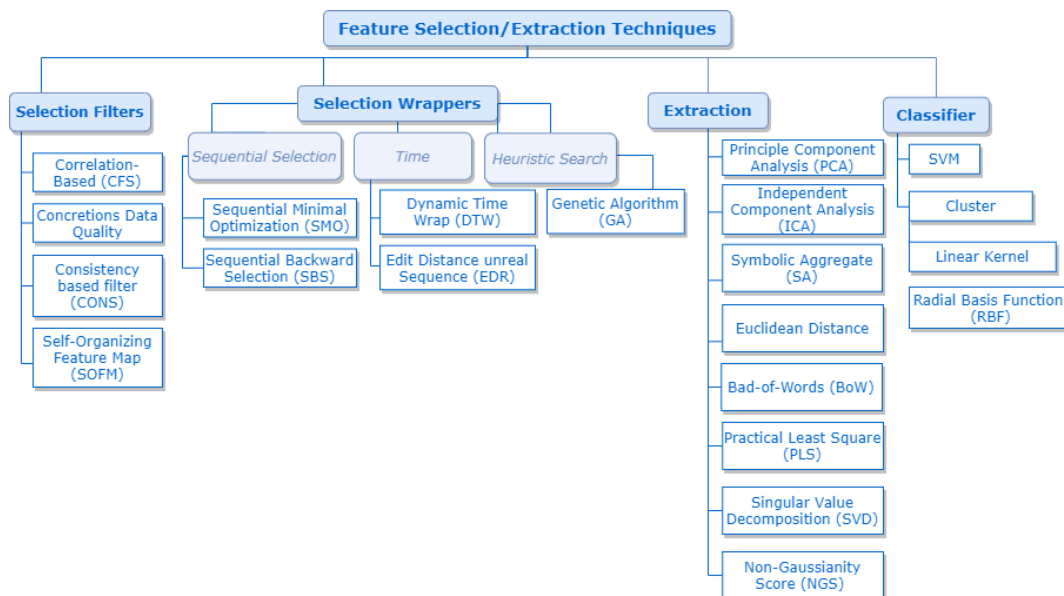 Feature Selection/Extraction Techniques
Selection Filters
Correlation-
Based (CFS)
Concretions Data
Quality
Consistency
based filter
(CONS)
Self-Organizing
Feature Map
(SOFM)
Selection Wrappers
Sequential Selection
Sequential Minimal
Optimization (SMO)
Sequential Backward
Selection (SBS)
Time
Dynamic Time
Wrap (DTW)
Edit Distance unreal
Sequence (EDR)
Heuristic Search
Genetic Algorithm
(GA)
Extraction
Principle Component
Analysis (PCA)
Independent
Component Analysis
(ICA)
Symbolic Aggregate
(SA)
Euclidean Distance
Bad-of-Words (BoW)
Practical Least Square
(PLS)
Singular Value
Decomposition (SVD)
Non-Gaussianity
Score (NGS)
Classifier
SVM
Cluster
Linear Kernel
Radial Basis Function
(RBF)